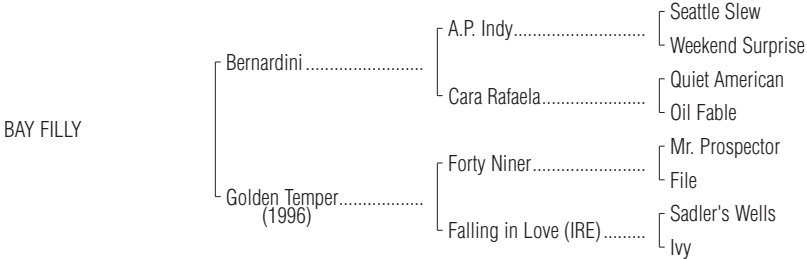 Seattle Slew
A.P. Indy..............................
Weekend Surprise
Bernardini ..........................
Quiet American
Cara Rafaela.......................
Oil Fable
BAY FILLY
Mr. Prospector
Forty Niner.........................
File
Golden Temper...................
(1996)
Sadler's Wells
Falling in Love (IRE) .........
Ivy